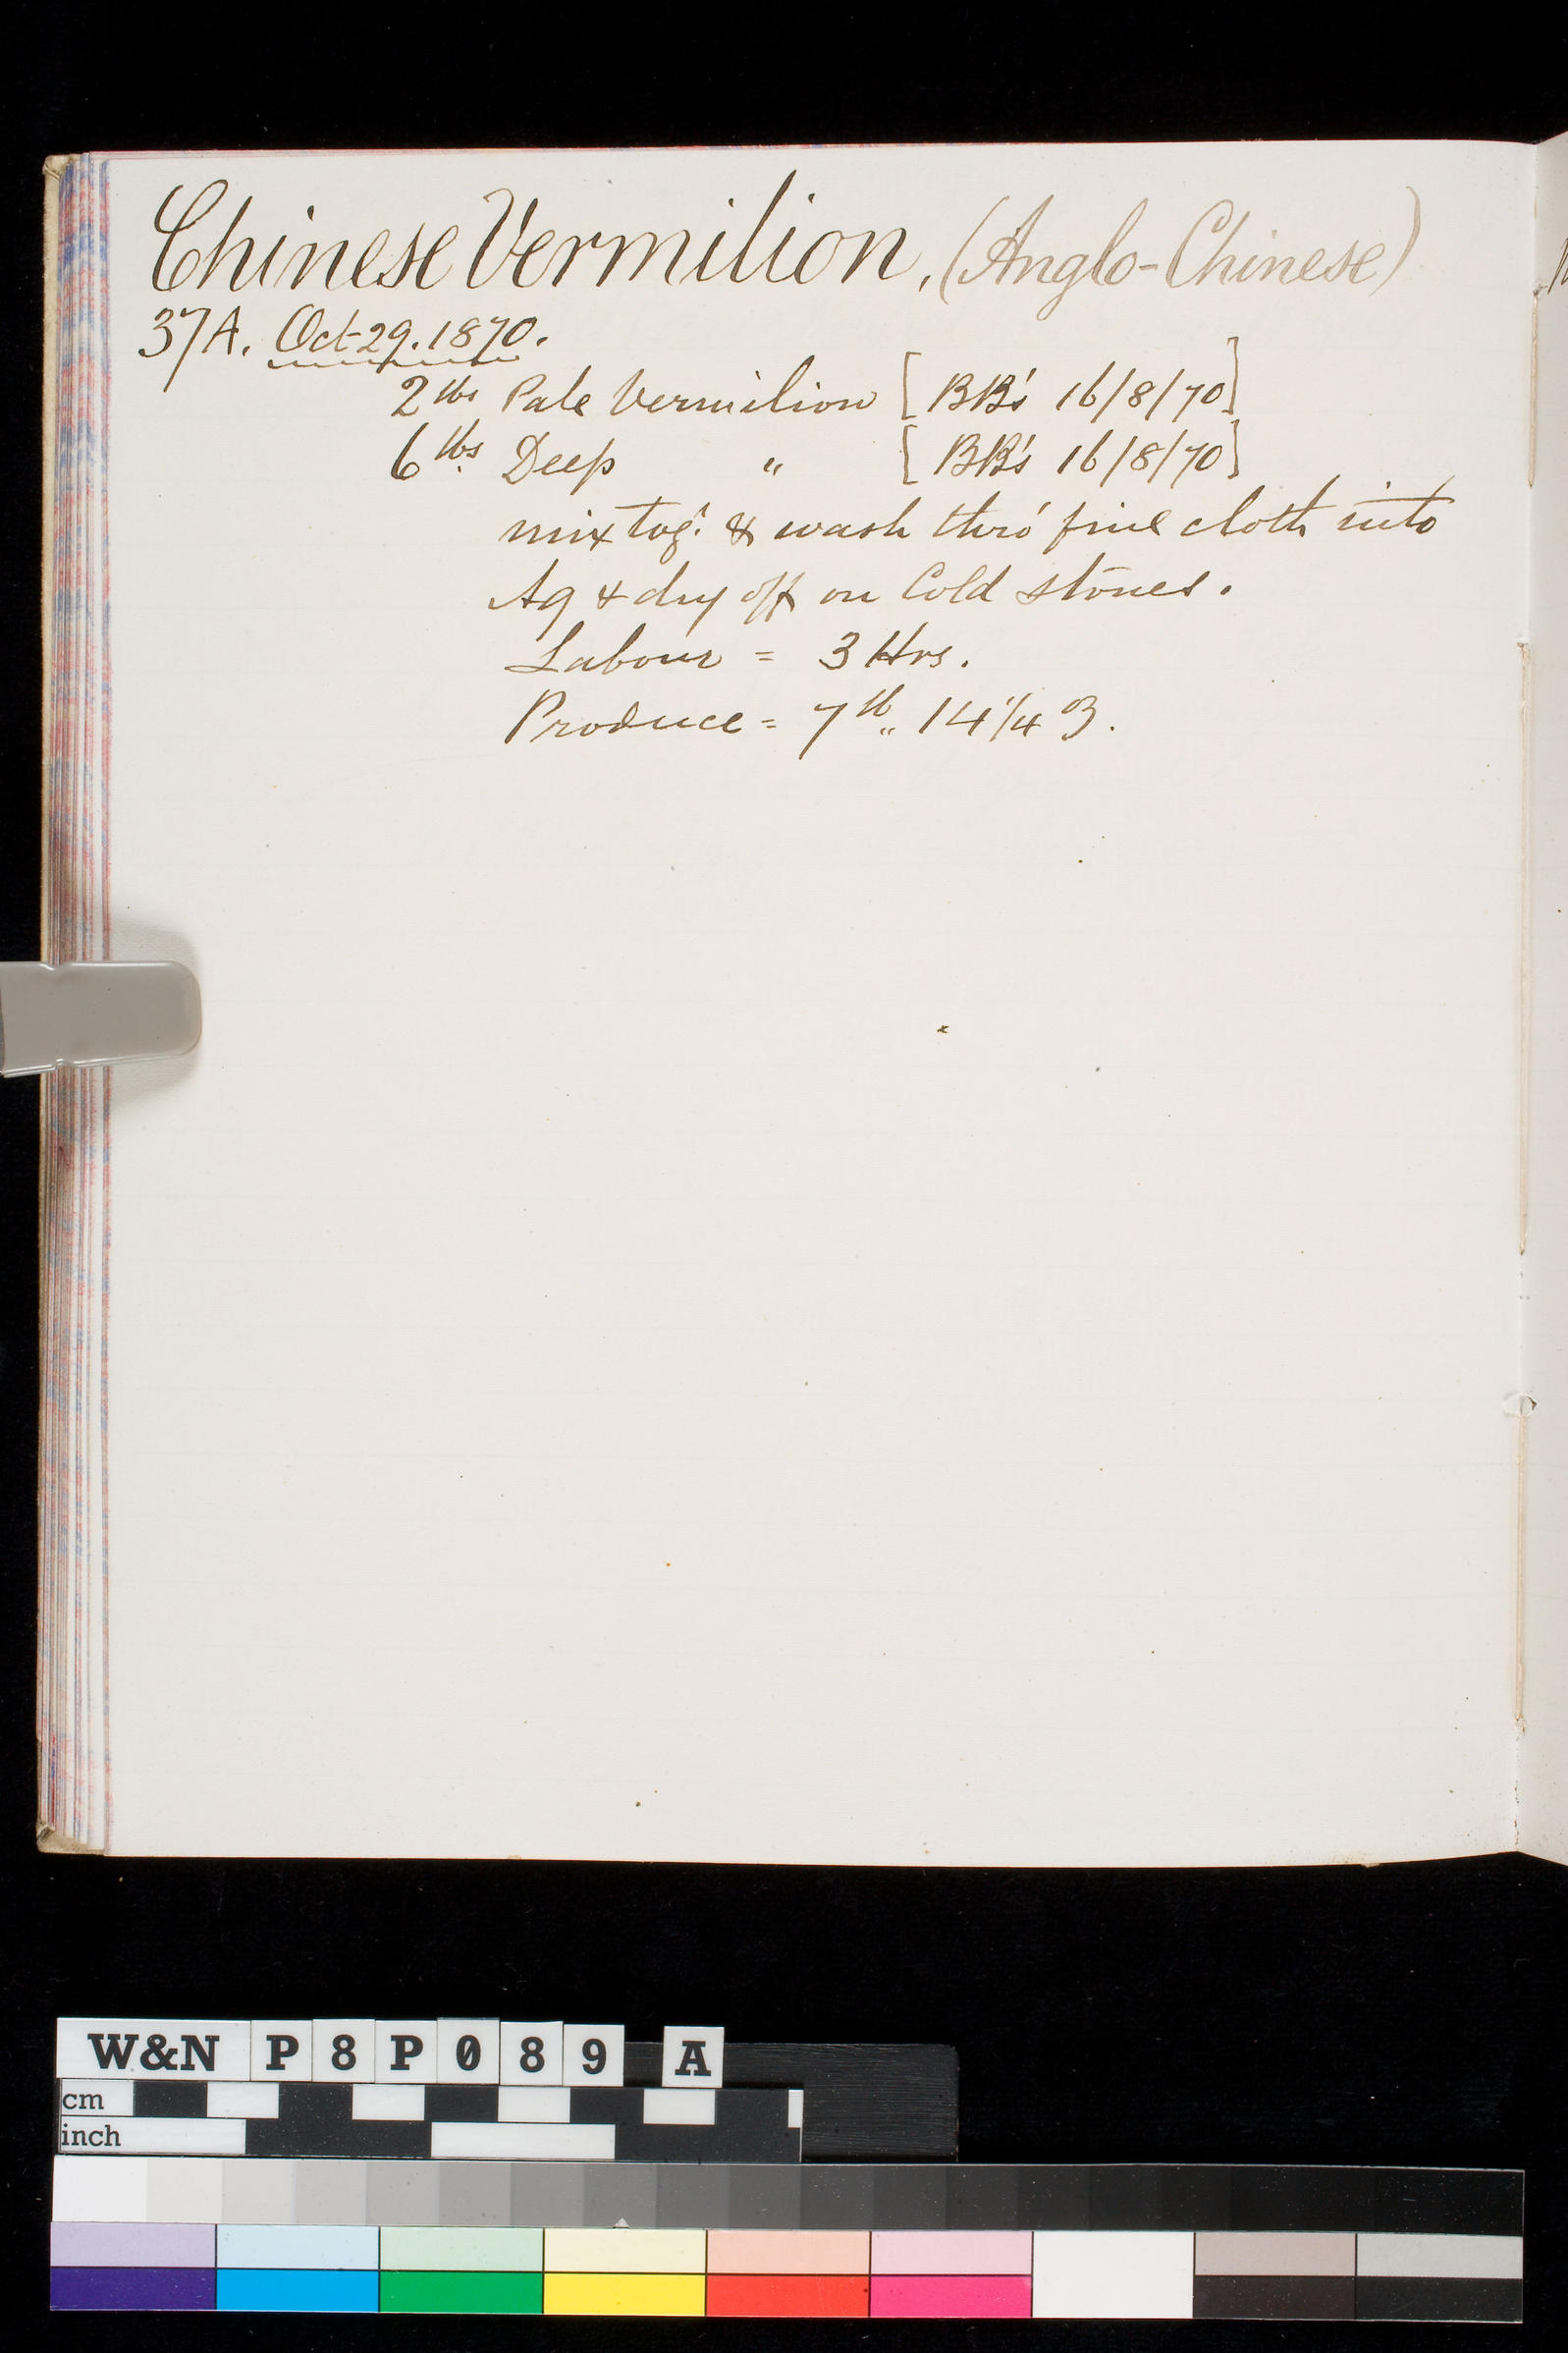 Chinese Vermilion, (Anglo-Chinese)
37A. Oct 29. 1870.
2 lbs Pale Vermilion [BB's 16/8/70]
6 lbs Deep " [BB's 16/8/70]
mix tog.r & wash thro' fine cloth into
Aq & dry off on Cold stones.
Labour = 3 Hrs.
Produce = 7 lb ,, 14 1/4 ℥.
W&N P8P089 A
cm
inch